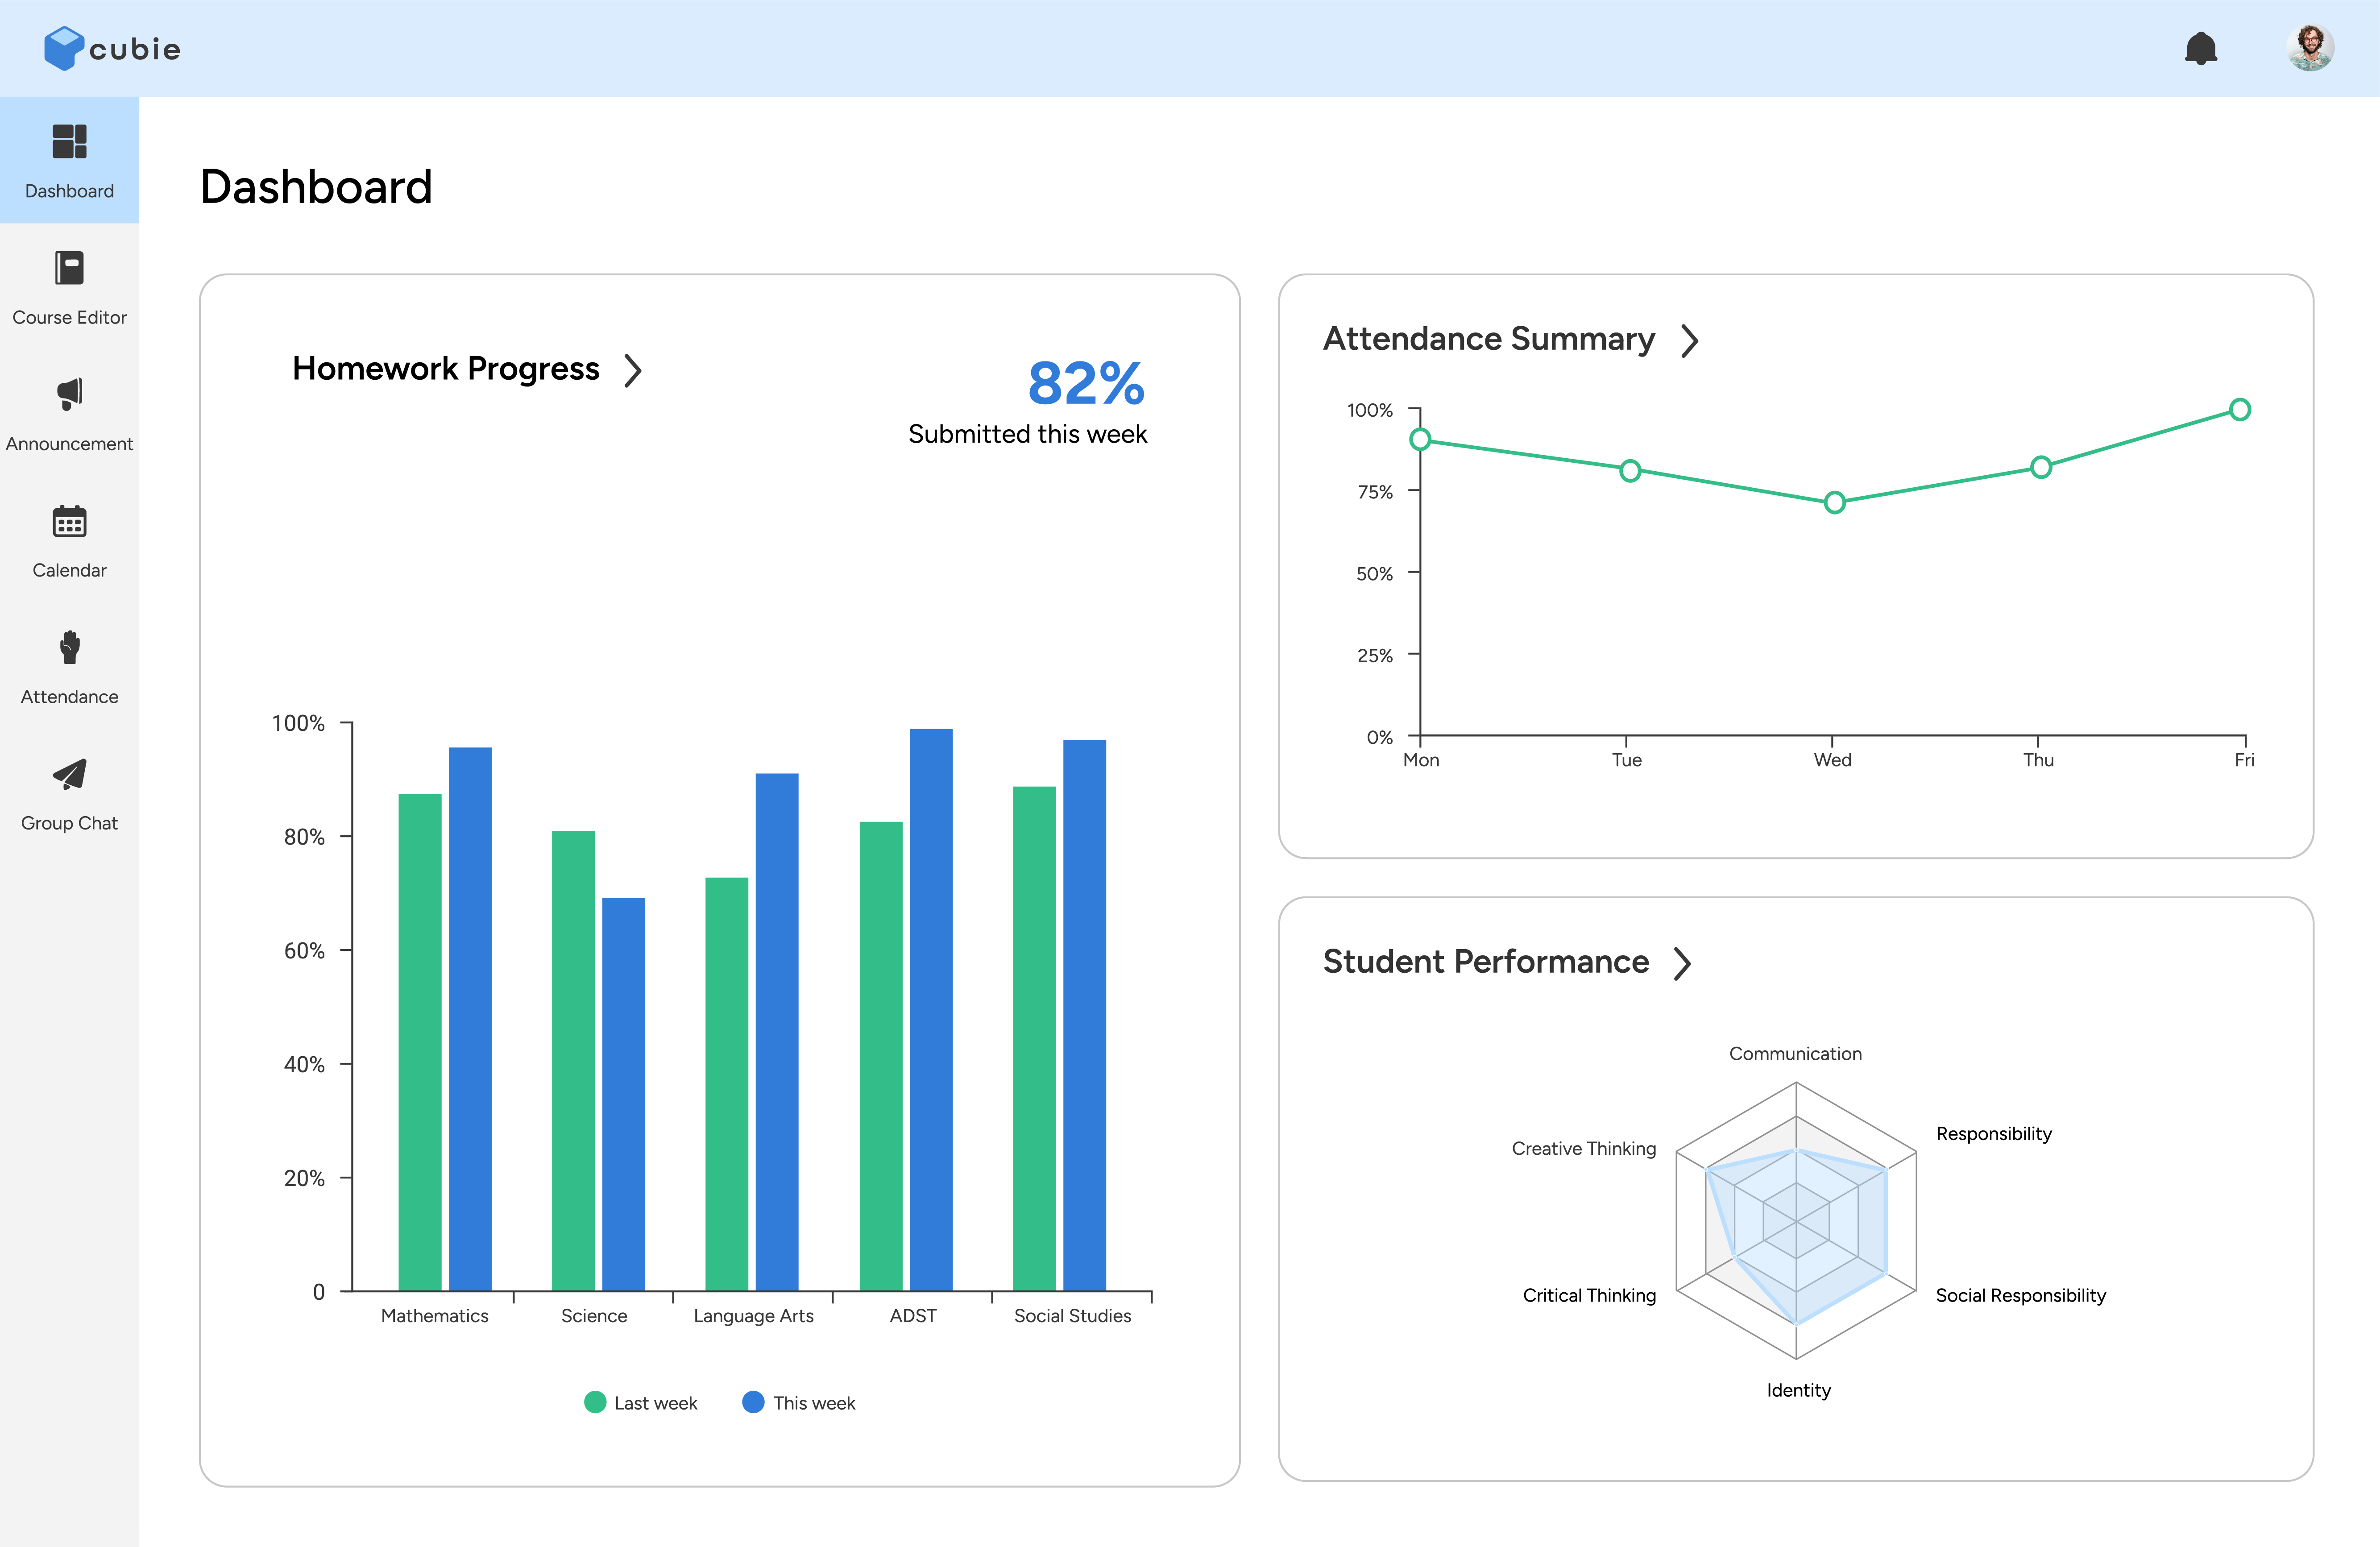 cubie
Dashboard
Course Editor
Announcement
Calendar
Attendance
Group Chat
Dashboard
Homework Progress
82%
Submitted this week
100%
80%
60%
40%
20%
0
Mathematics Science Language Arts ADST Social Studies
Last week This week
Attendance Summary
100%
75%
50%
25%
0%
Mon Tue Wed Thu Fri
Student Performance
Communication
Responsibility
Creative Thinking
Critical Thinking
Social Responsibility
Identity